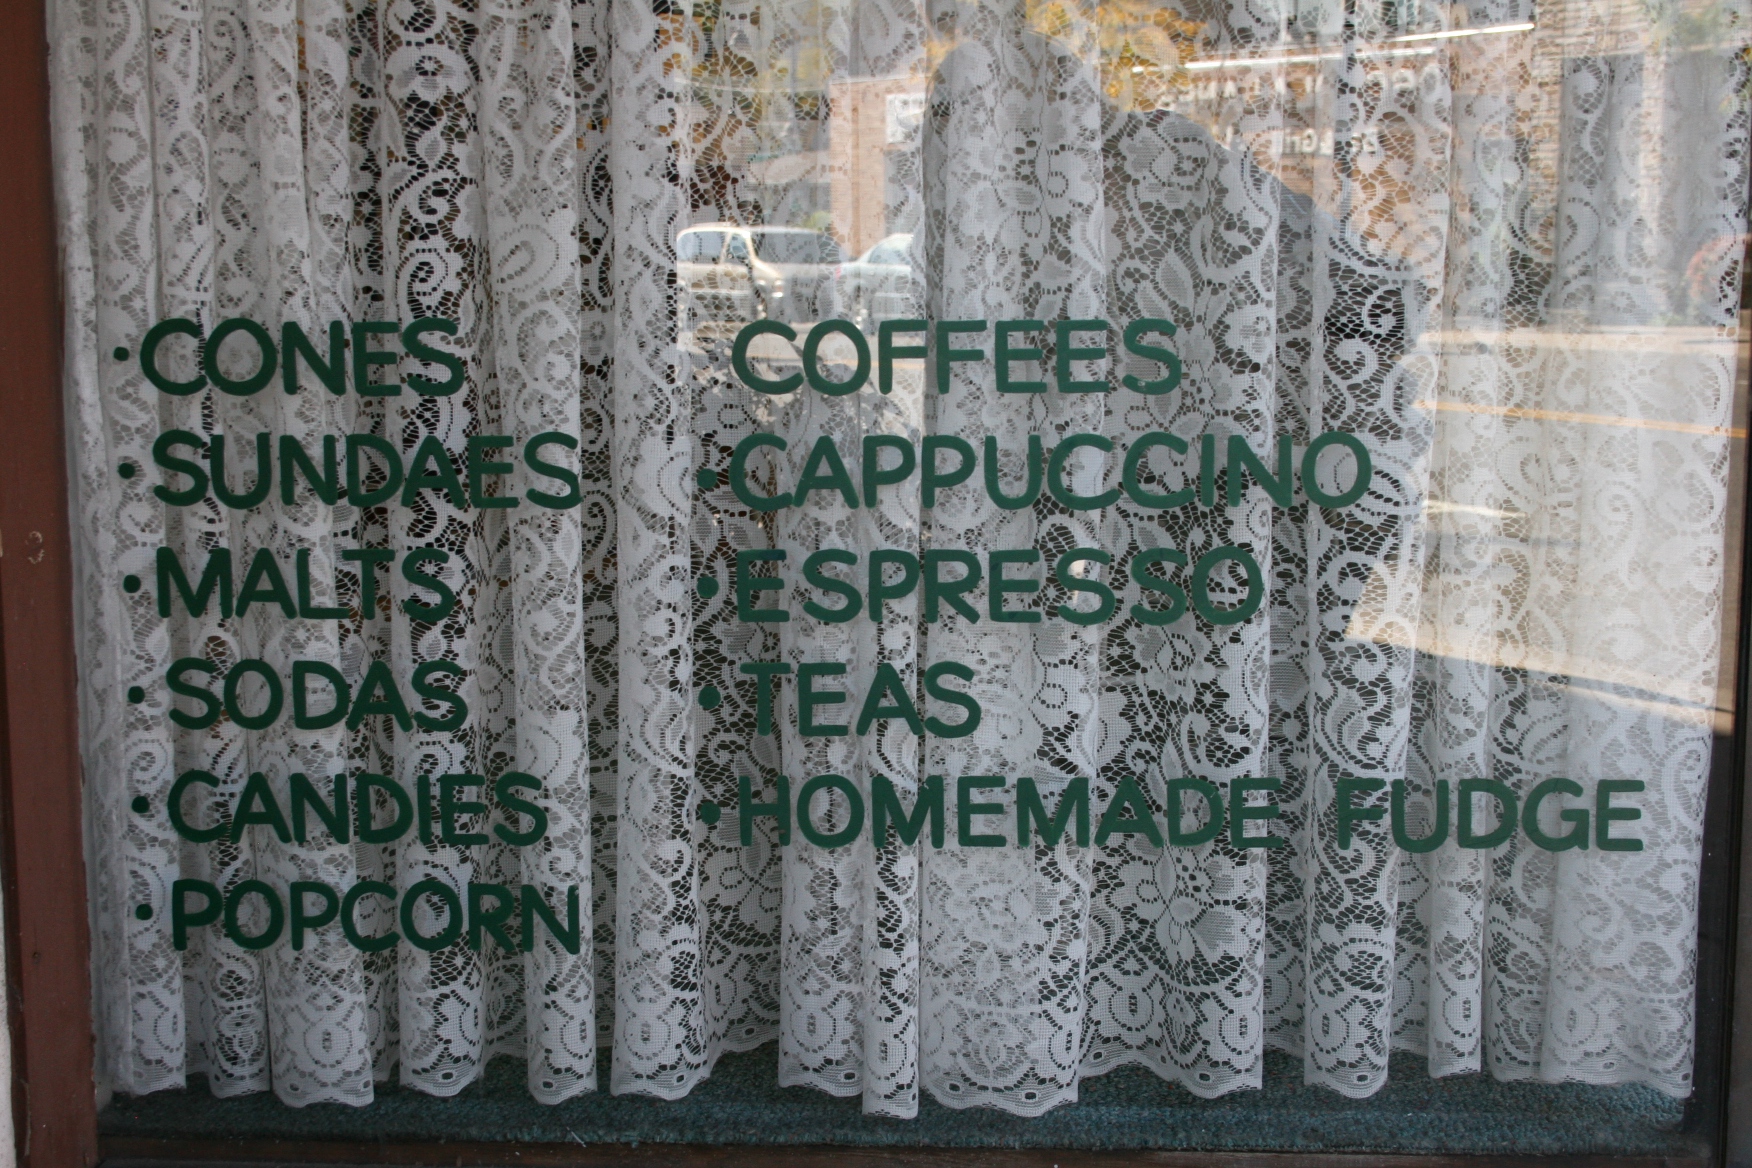 ·CONES
·SUNDAES
·MALTS
·SODAS
·CANDIES
·POPCORN
COFFEES
·CAPPUCCINO
·ESPRESSO
·TEAS
·HOMEMADE FUDGE